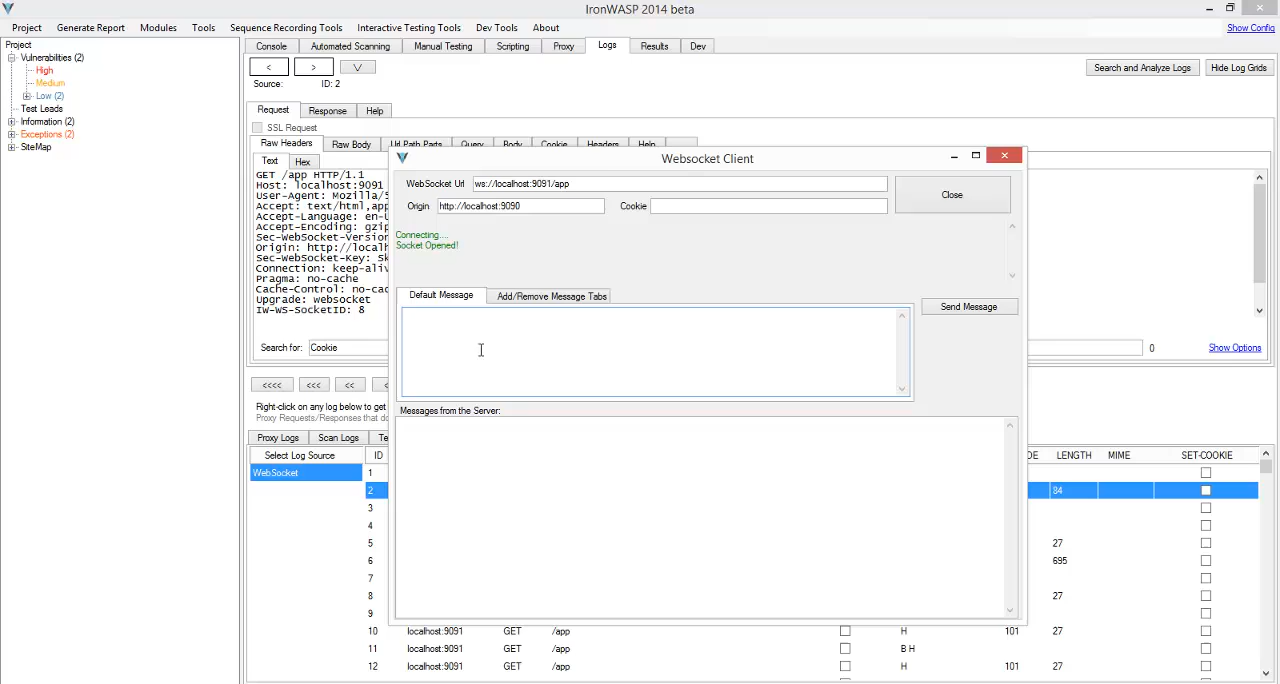 IronWASP 2014 beta
Project Generate Report Modules Tools Sequence Recording Tools Interactive Testing Tools Dev Tools About
Show Config
Project
Vulnerabilities (2)
High
Medium
Low (2)
Test Leads
Information (2)
Exceptions (2)
SiteMap
Console Automated Scanning Manual Testing Scripting Proxy Logs Results Dev
< > \/
Search and Analyze Logs Hide Log Grids
Source: ID: 2
Request Response Help
SSL Request
Raw Headers Raw Body Url Path Parts Query Body Cookie Headers Help
Text Hex
GET /app HTTP/1.1
Host: localhost:9091
User-Agent: Mozilla/5
Accept: text/html,app
Accept-Language: en-U
Accept-Encoding: gzip
Sec-WebSocket-Version
Origin: http://localh
Sec-WebSocket-Key: Sk
Connection: keep-aliv
Pragma: no-cache
Cache-Control: no-cac
Upgrade: websocket
IW-WS-SocketID: 8
Search for: Cookie
0 Show Options
<<<< <<< << <
Right-click on any log below to get
Proxy Requests/Responses that do
Proxy Logs Scan Logs Te
Select Log Source ID DE LENGTH MIME SET-COOKIE
WebSocket 1
2 84
3
4
5 27
6 695
7
8 27
9
10 localhost:9091 GET /app H 101 27
11 localhost:9091 GET /app B H
12 localhost:9091 GET /app H 101 27
Websocket Client
WebSocket Url ws://localhost:9091/app
Close
Origin http://localhost:9090 Cookie
Connecting....
Socket Opened!
Default Message Add/Remove Message Tabs
Send Message
Messages from the Server: